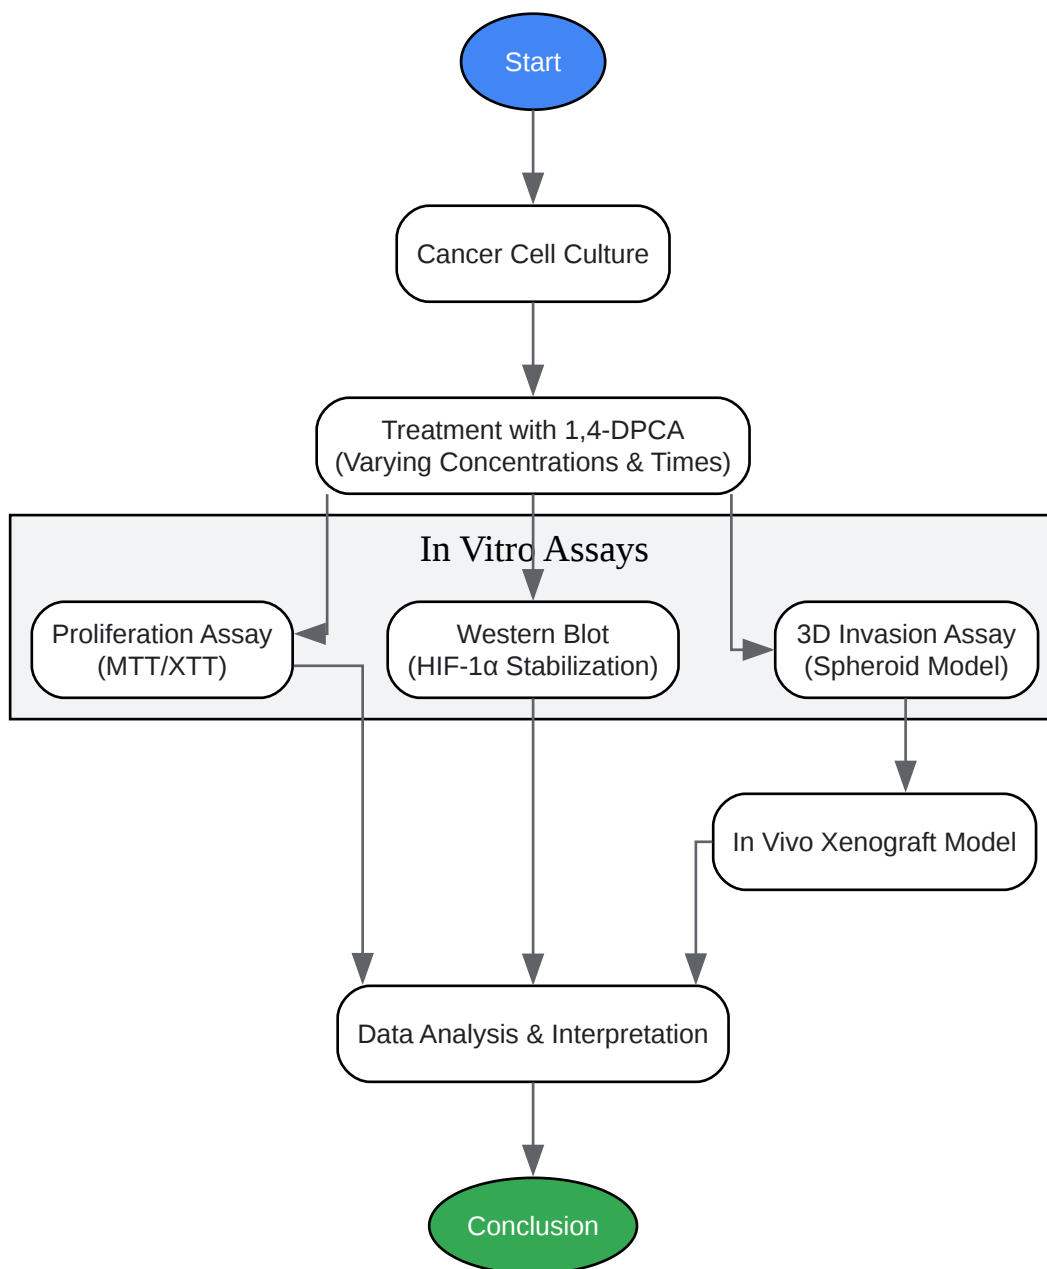 Start
Cancer Cell Culture
Treatment with 1,4-DPCA
(Varying Concentrations & Times)
In Vitro Assays
Proliferation Assay
(MTT/XTT)
Western Blot
(HIF-1α Stabilization)
3D Invasion Assay
(Spheroid Model)
In Vivo Xenograft Model
Data Analysis & Interpretation
Conclusion